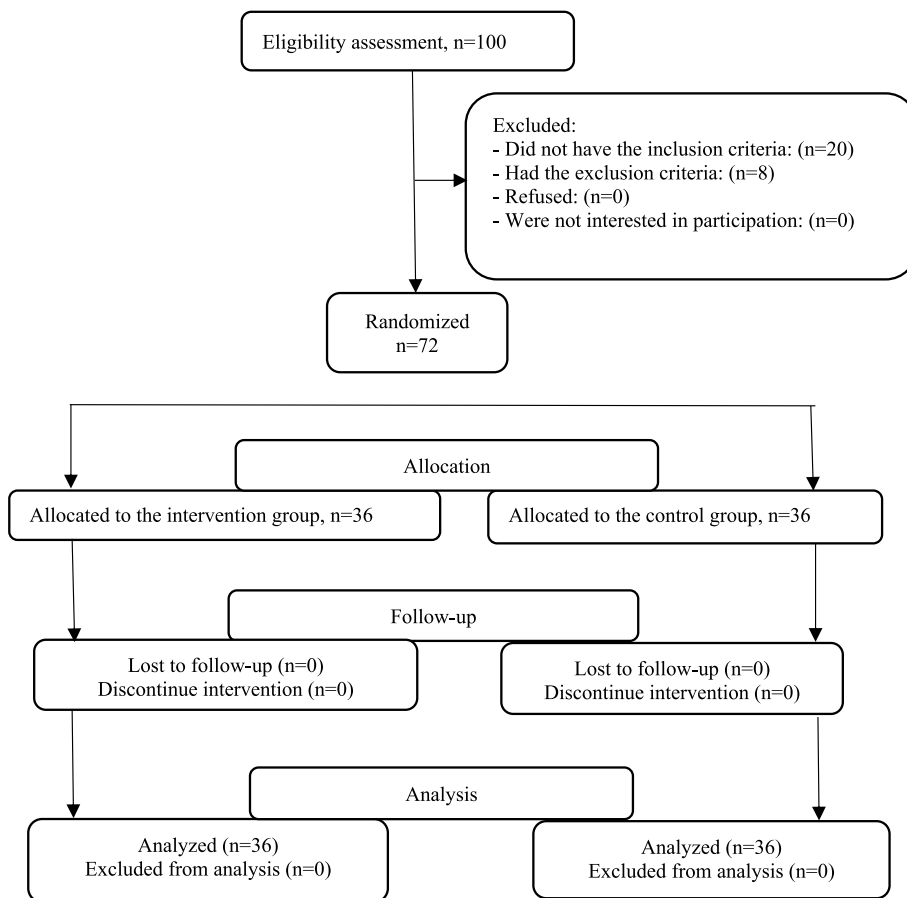 Eligibility assessment, n=100
Excluded:
- Did not have the inclusion criteria: (n=20)
- Had the exclusion criteria: (n=8)
- Refused: (n=0)
- Were not interested in participation: (n=0)
Randomized
n=72
Allocation
Allocated to the intervention group, n=36
Allocated to the control group, n=36
Follow-up
Lost to follow-up (n=0)
Discontinue intervention (n=0)
Lost to follow-up (n=0)
Discontinue intervention (n=0)
Analysis
Analyzed (n=36)
Excluded from analysis (n=0)
Analyzed (n=36)
Excluded from analysis (n=0)